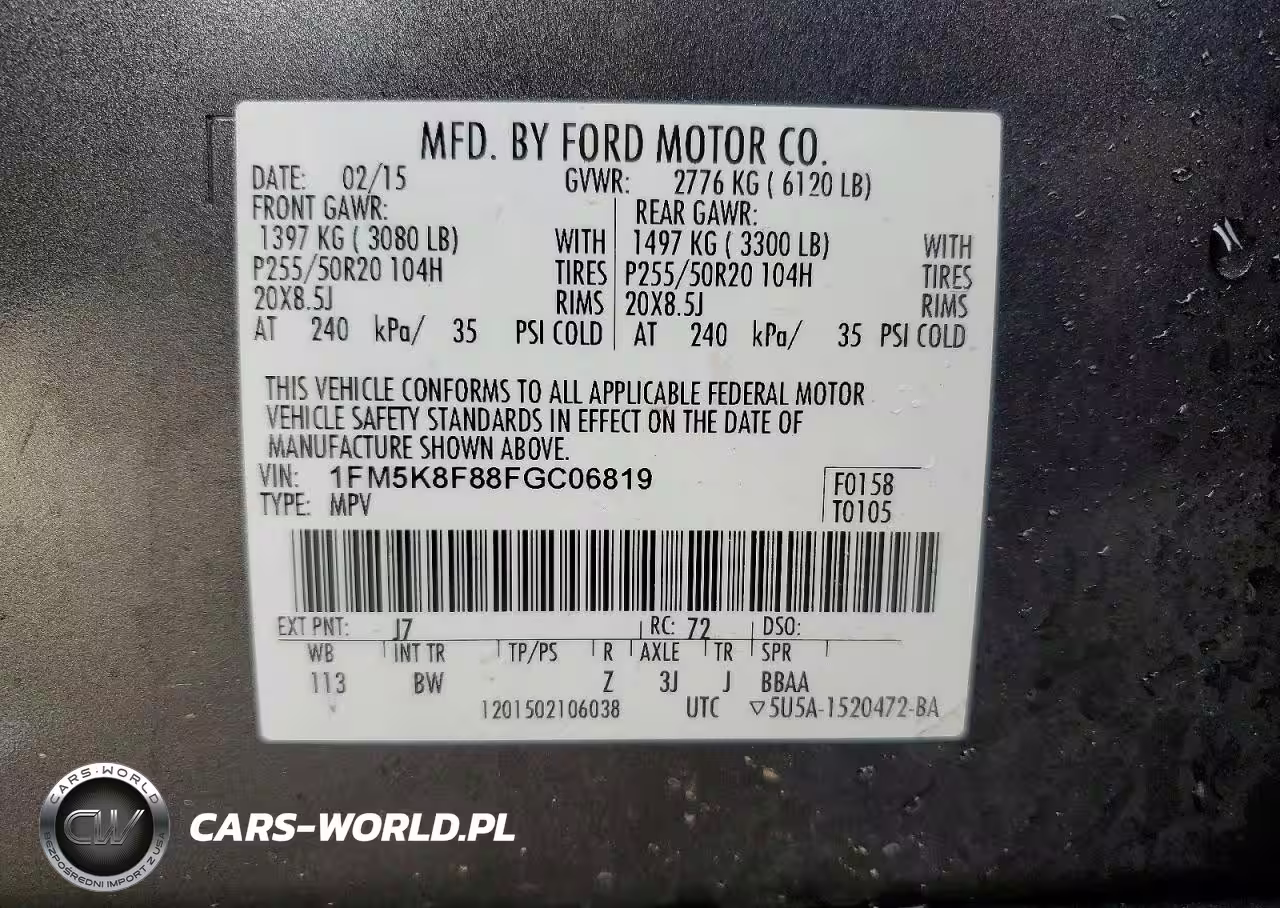 MFD. BY FORD MOTOR CO.
DATE: 02/15 GVWR: 2776 KG ( 6120 LB)
FRONT GAWR: REAR GAWR:
1397 KG ( 3080 LB) WITH 1497 KG ( 3300 LB) WITH
P255/50R20 104H TIRES P255/50R20 104H TIRES
20X8.5J RIMS 20X8.5J RIMS
AT 240 kPa/ 35 PSI COLD AT 240 kPa/ 35 PSI COLD
THIS VEHICLE CONFORMS TO ALL APPLICABLE FEDERAL MOTOR
VEHICLE SAFETY STANDARDS IN EFFECT ON THE DATE OF
MANUFACTURE SHOWN ABOVE.
VIN: 1FM5K8F88FGC06819 F0158
TYPE: MPV T0105
EXT PNT: J7 RC: 72 DSO:
WB INT TR TP/PS R AXLE TR SPR
113 BW Z 3J J BBAA
1201502106038 UTC ▽5U5A-1520472-BA
CARS-WORLD
CW
BEZPOŚREDNI IMPORT Z USA
CARS-WORLD.PL